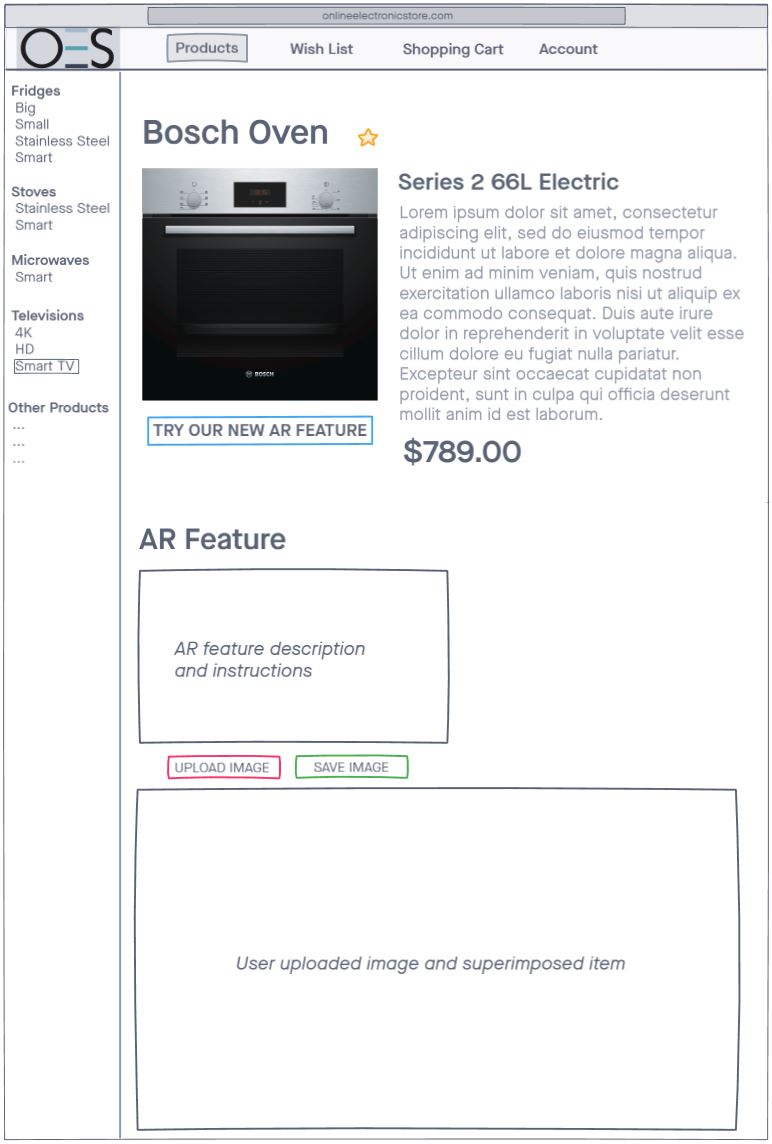 onlineelectronicstore.com
OES
Products Wish List Shopping Cart Account
Fridges
Big
Small
Stainless Steel
Smart
Stoves
Stainless Steel
Smart
Microwaves
Smart
Televisions
4K
HD
Smart TV
Other Products
...
...
...
Bosch Oven
BOSCH
TRY OUR NEW AR FEATURE
Series 2 66L Electric
Lorem ipsum dolor sit amet, consectetur
adipiscing elit, sed do eiusmod tempor
incididunt ut labore et dolore magna aliqua.
Ut enim ad minim veniam, quis nostrud
exercitation ullamco laboris nisi ut aliquip ex
ea commodo consequat. Duis aute irure
dolor in reprehenderit in voluptate velit esse
cillum dolore eu fugiat nulla pariatur.
Excepteur sint occaecat cupidatat non
proident, sunt in culpa qui officia deserunt
mollit anim id est laborum.
$789.00
AR Feature
AR feature description
and instructions
UPLOAD IMAGE SAVE IMAGE
User uploaded image and superimposed item